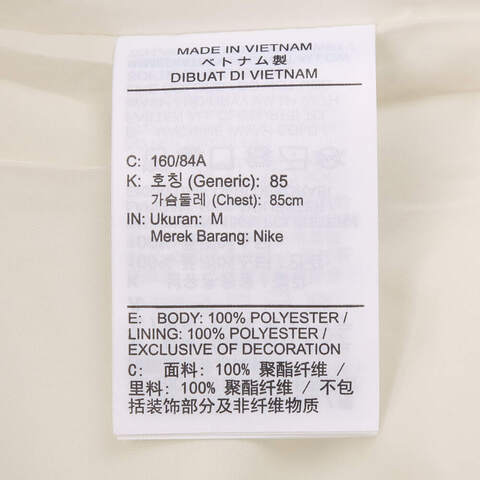 MADE IN VIETNAM
ベトナム製
DIBUAT DI VIETNAM
C: 160/84A
K: 호칭 (Generic): 85
가슴둘레 (Chest): 85cm
IN: Ukuran: M
Merek Barang: Nike
E: BODY: 100% POLYESTER /
LINING: 100% POLYESTER /
EXCLUSIVE OF DECORATION
C: 面料: 100% 聚酯纤维 /
里料: 100% 聚酯纤维 / 不包
括装饰部分及非纤维物质